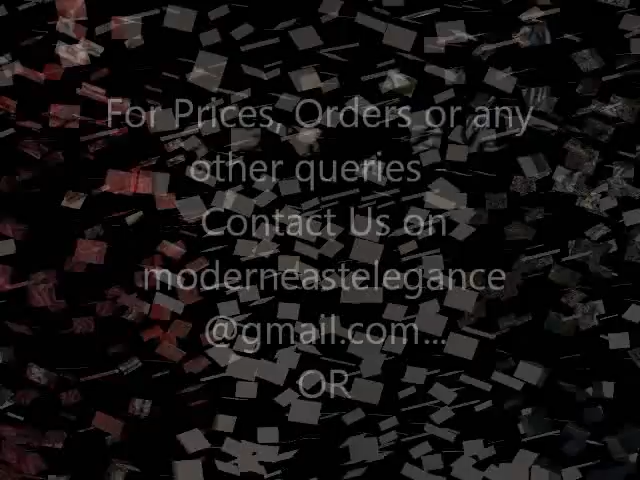 For Prices, Orders or any
other queries
Contact Us on
moderneastelegance
@gmail.com...
OR